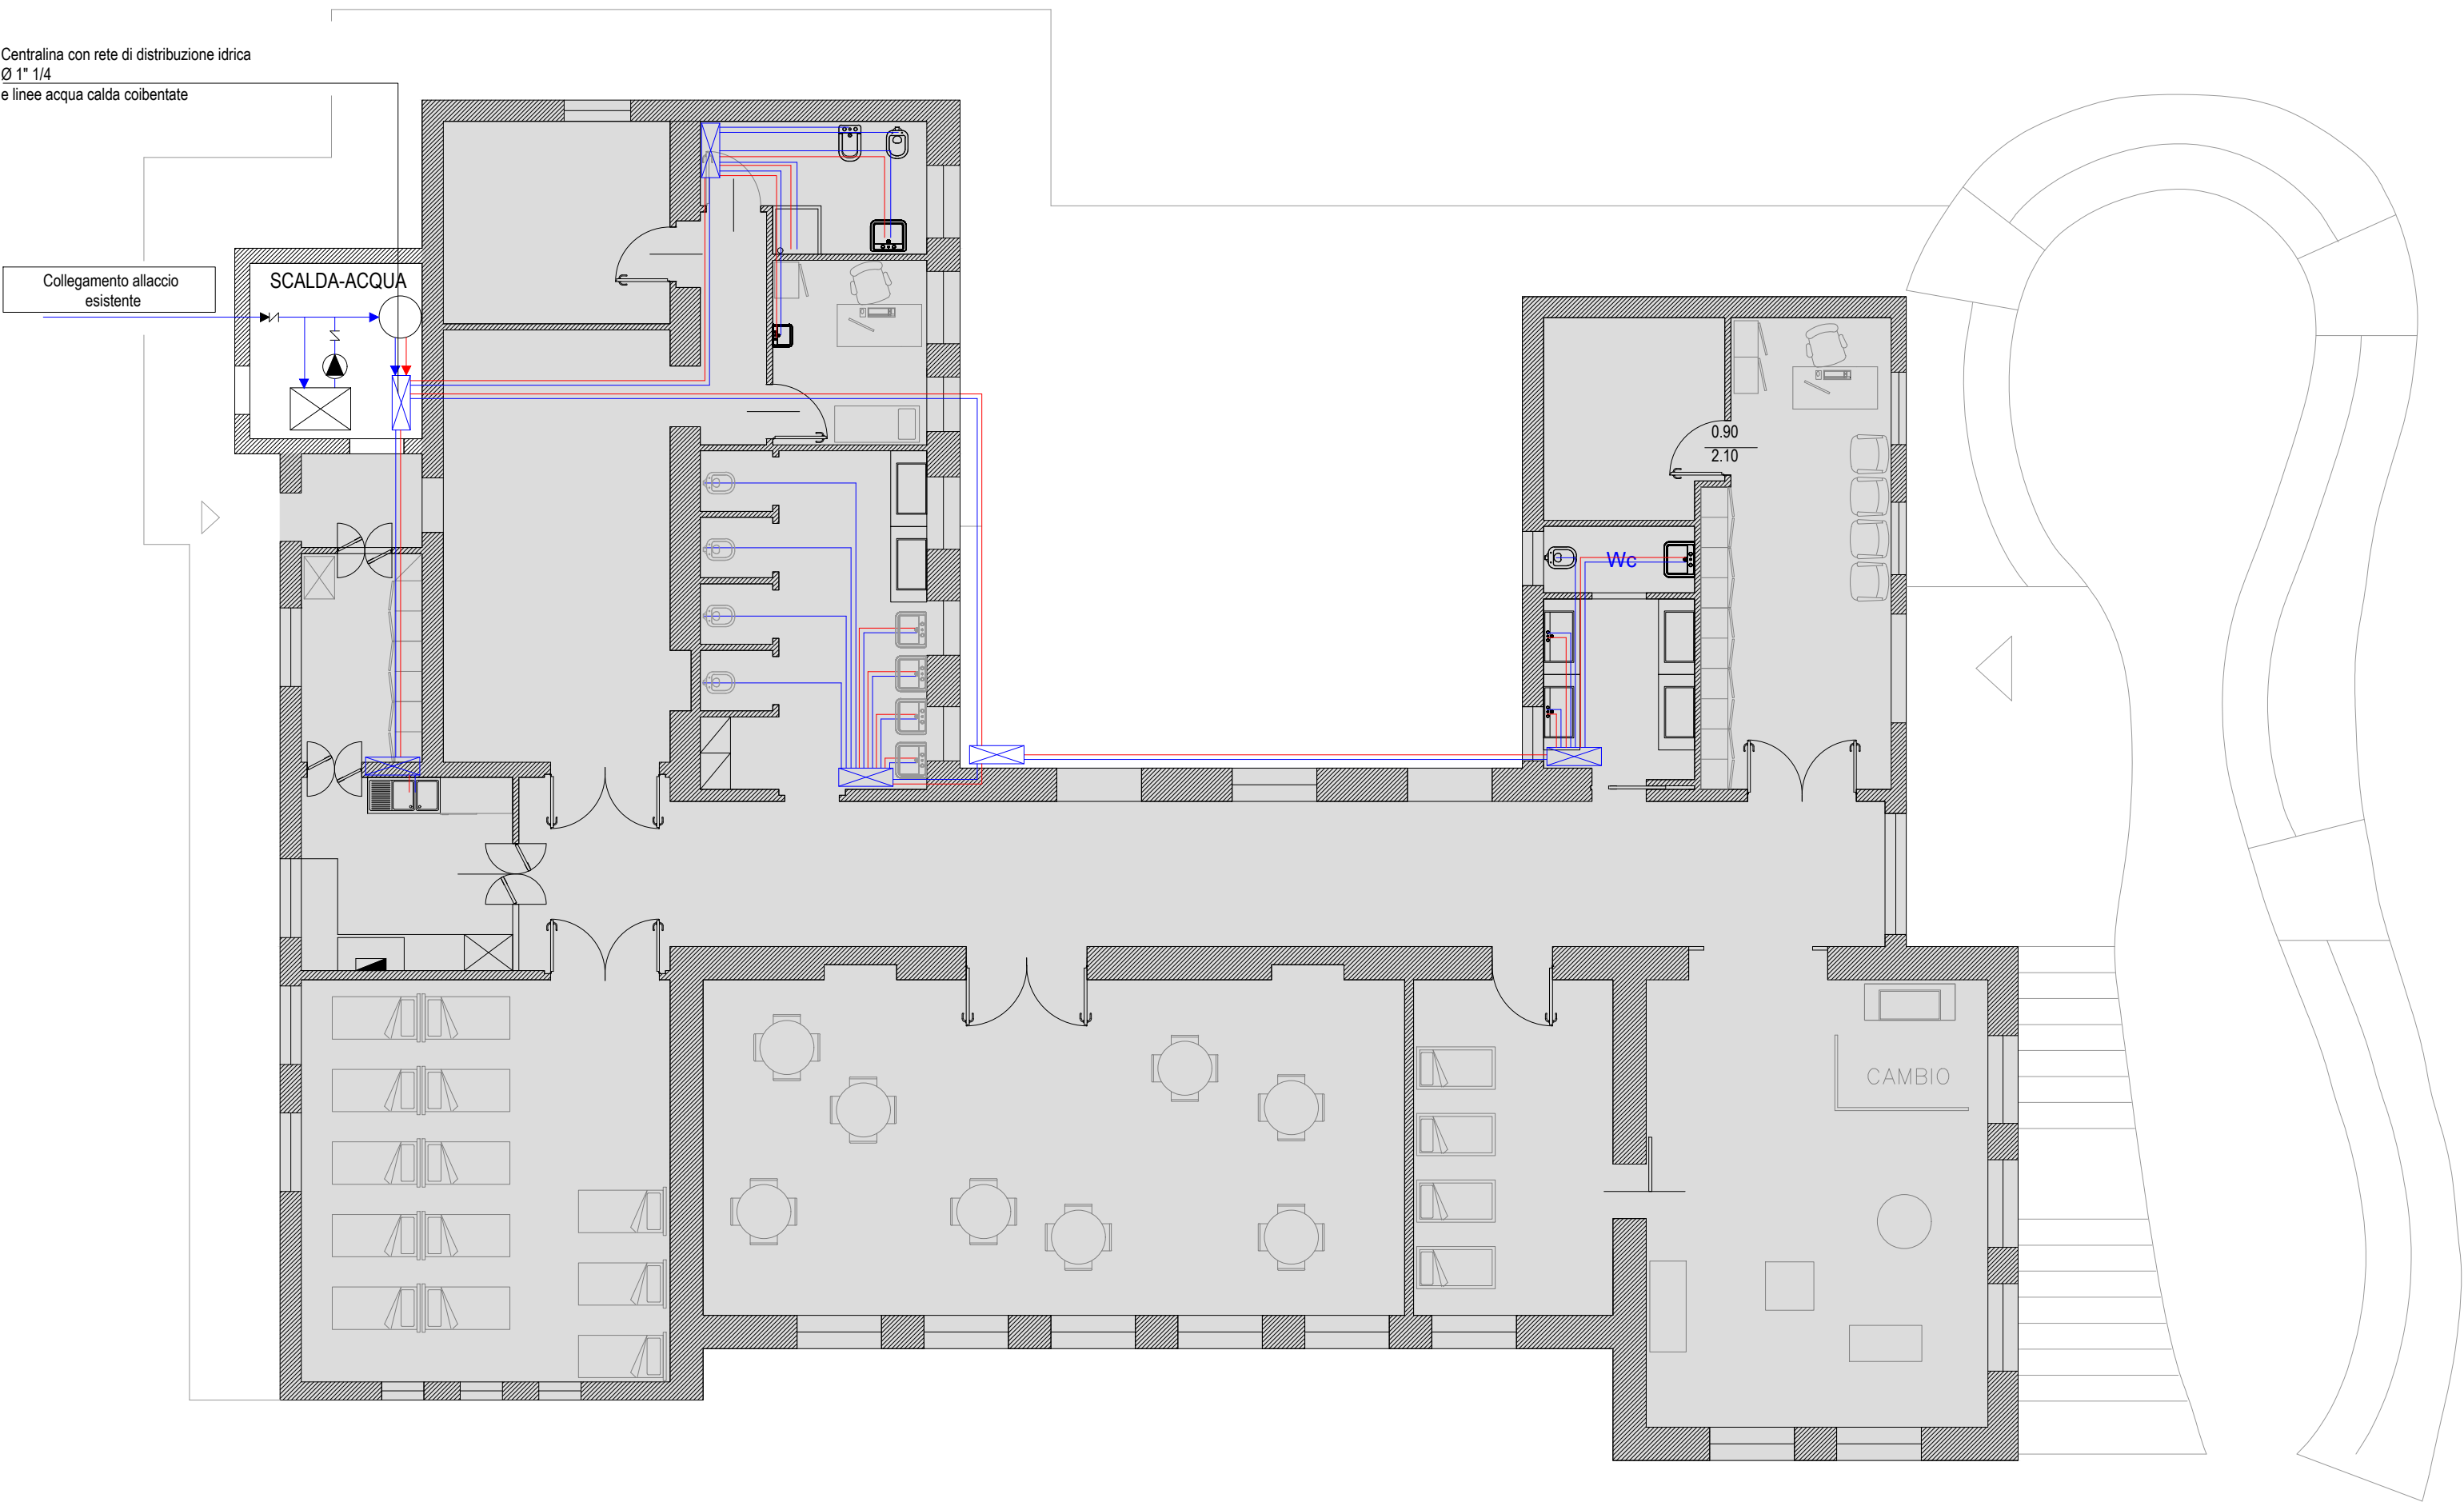 Centralina con rete di distribuzione idrica
Ø 1" 1/4
e linee acqua calda coibentate
Collegamento allaccio
esistente
SCALDA-ACQUA
0.90
2.10
Wc
CAMBIO